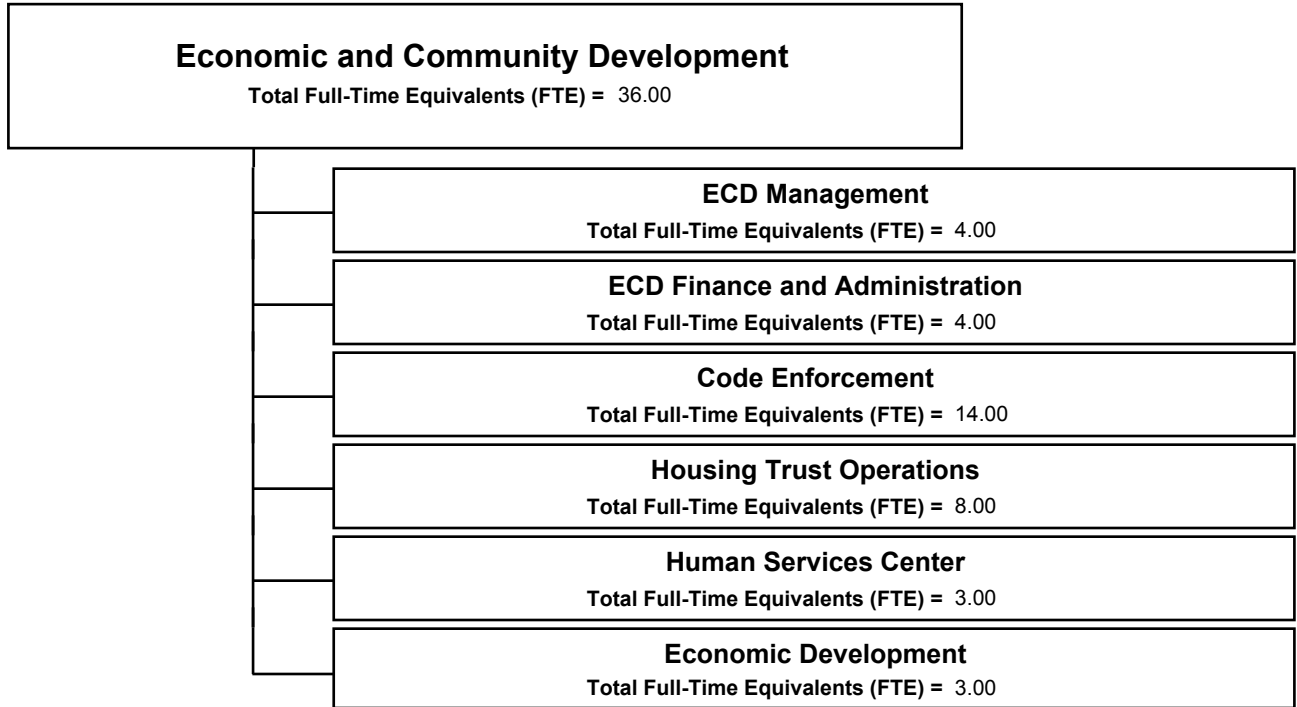 Economic and Community Development
Total Full-Time Equivalents (FTE) = 36.00
ECD Management
Total Full-Time Equivalents (FTE) = 4.00
ECD Finance and Administration
Total Full-Time Equivalents (FTE) = 4.00
Code Enforcement
Total Full-Time Equivalents (FTE) = 14.00
Housing Trust Operations
Total Full-Time Equivalents (FTE) = 8.00
Human Services Center
Total Full-Time Equivalents (FTE) = 3.00
Economic Development
Total Full-Time Equivalents (FTE) = 3.00